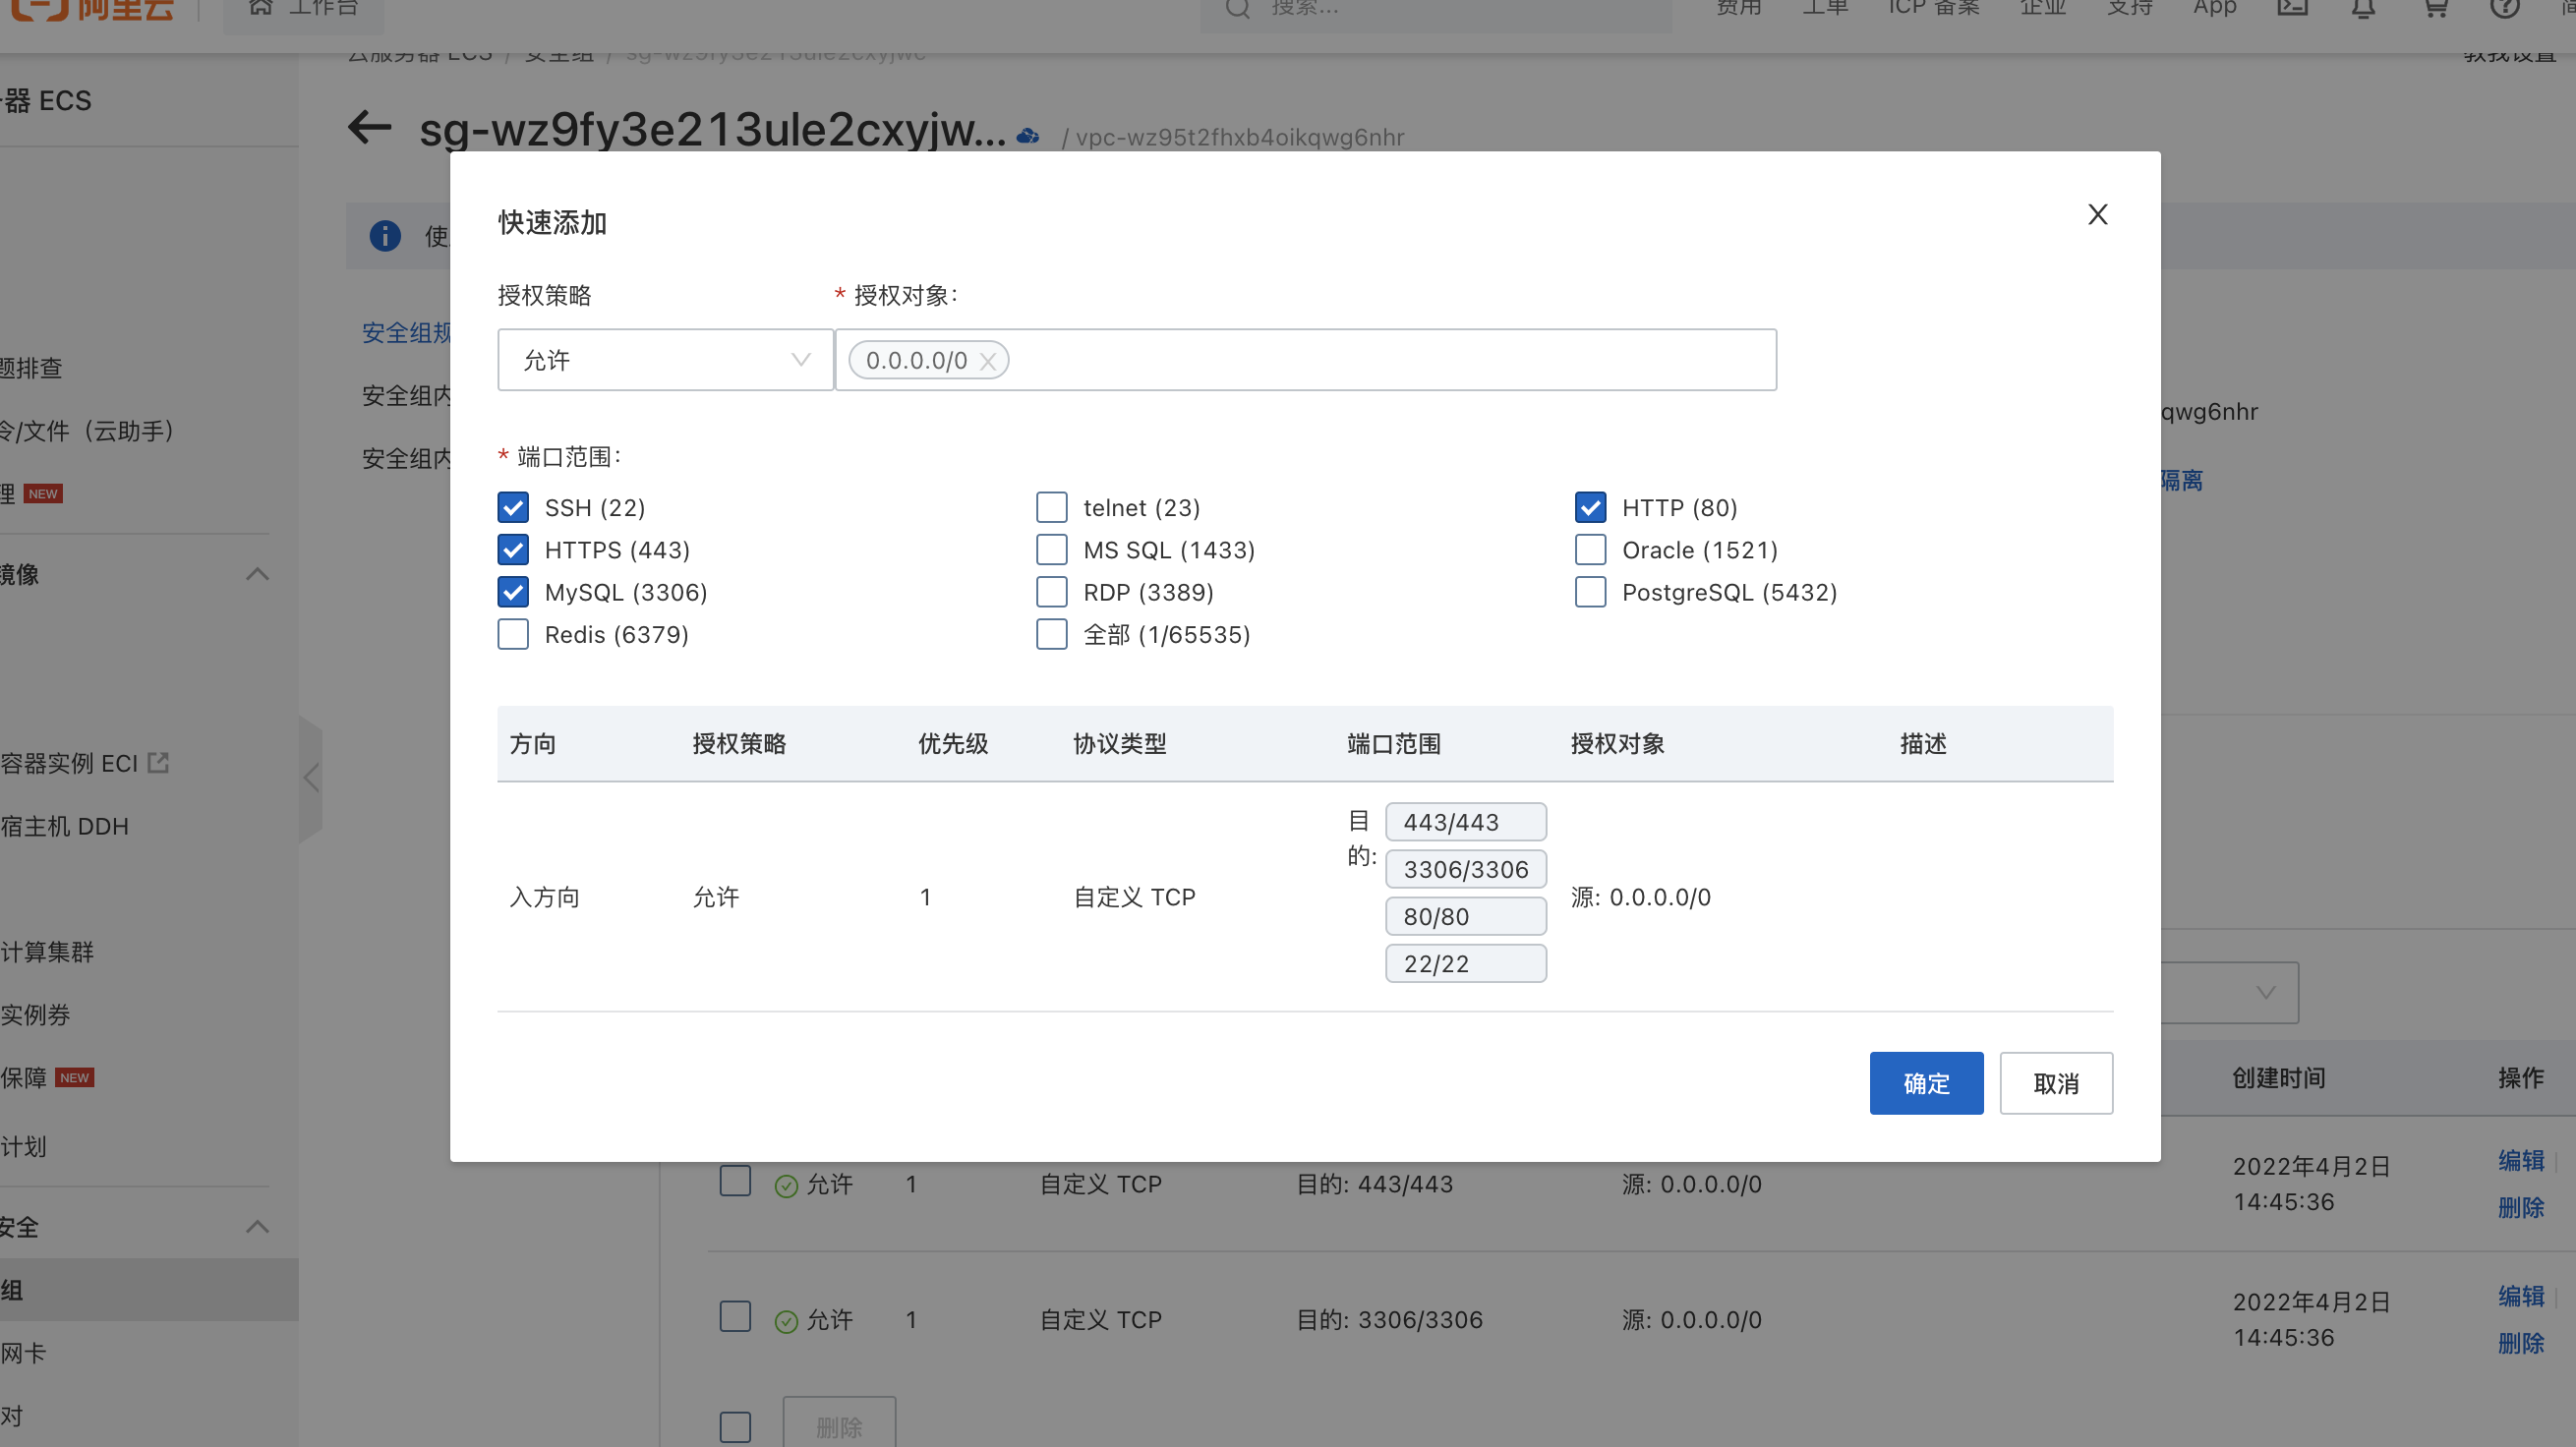 阿里云
工作台
搜索...
费用
工单
ICP 备案
企业
支持
App
简
云服务器 ECS / 安全组 / sg-wz9fy3e213ule2cxyjwc
教我设置
器 ECS
sg-wz9fy3e213ule2cxyjw...
/ vpc-wz95t2fhxb4oikqwg6nhr
使
安全组规
安全组内
安全组内
题排查
令/文件（云助手）
理 NEW
镜像
容器实例 ECI
宿主机 DDH
计算集群
实例券
保障 NEW
计划
安全
组
网卡
对
qwg6nhr
隔离
快速添加
授权策略
* 授权对象:
允许
0.0.0.0/0
* 端口范围:
SSH (22)
telnet (23)
HTTP (80)
HTTPS (443)
MS SQL (1433)
Oracle (1521)
MySQL (3306)
RDP (3389)
PostgreSQL (5432)
Redis (6379)
全部 (1/65535)
方向 授权策略 优先级 协议类型 端口范围 授权对象 描述
入方向 允许 1 自定义 TCP
目的:
443/443
3306/3306
80/80
22/22
源: 0.0.0.0/0
确定
取消
创建时间 操作
允许 1 自定义 TCP 目的: 443/443 源: 0.0.0.0/0
2022年4月2日
14:45:36
编辑
删除
允许 1 自定义 TCP 目的: 3306/3306 源: 0.0.0.0/0
2022年4月2日
14:45:36
编辑
删除
删除